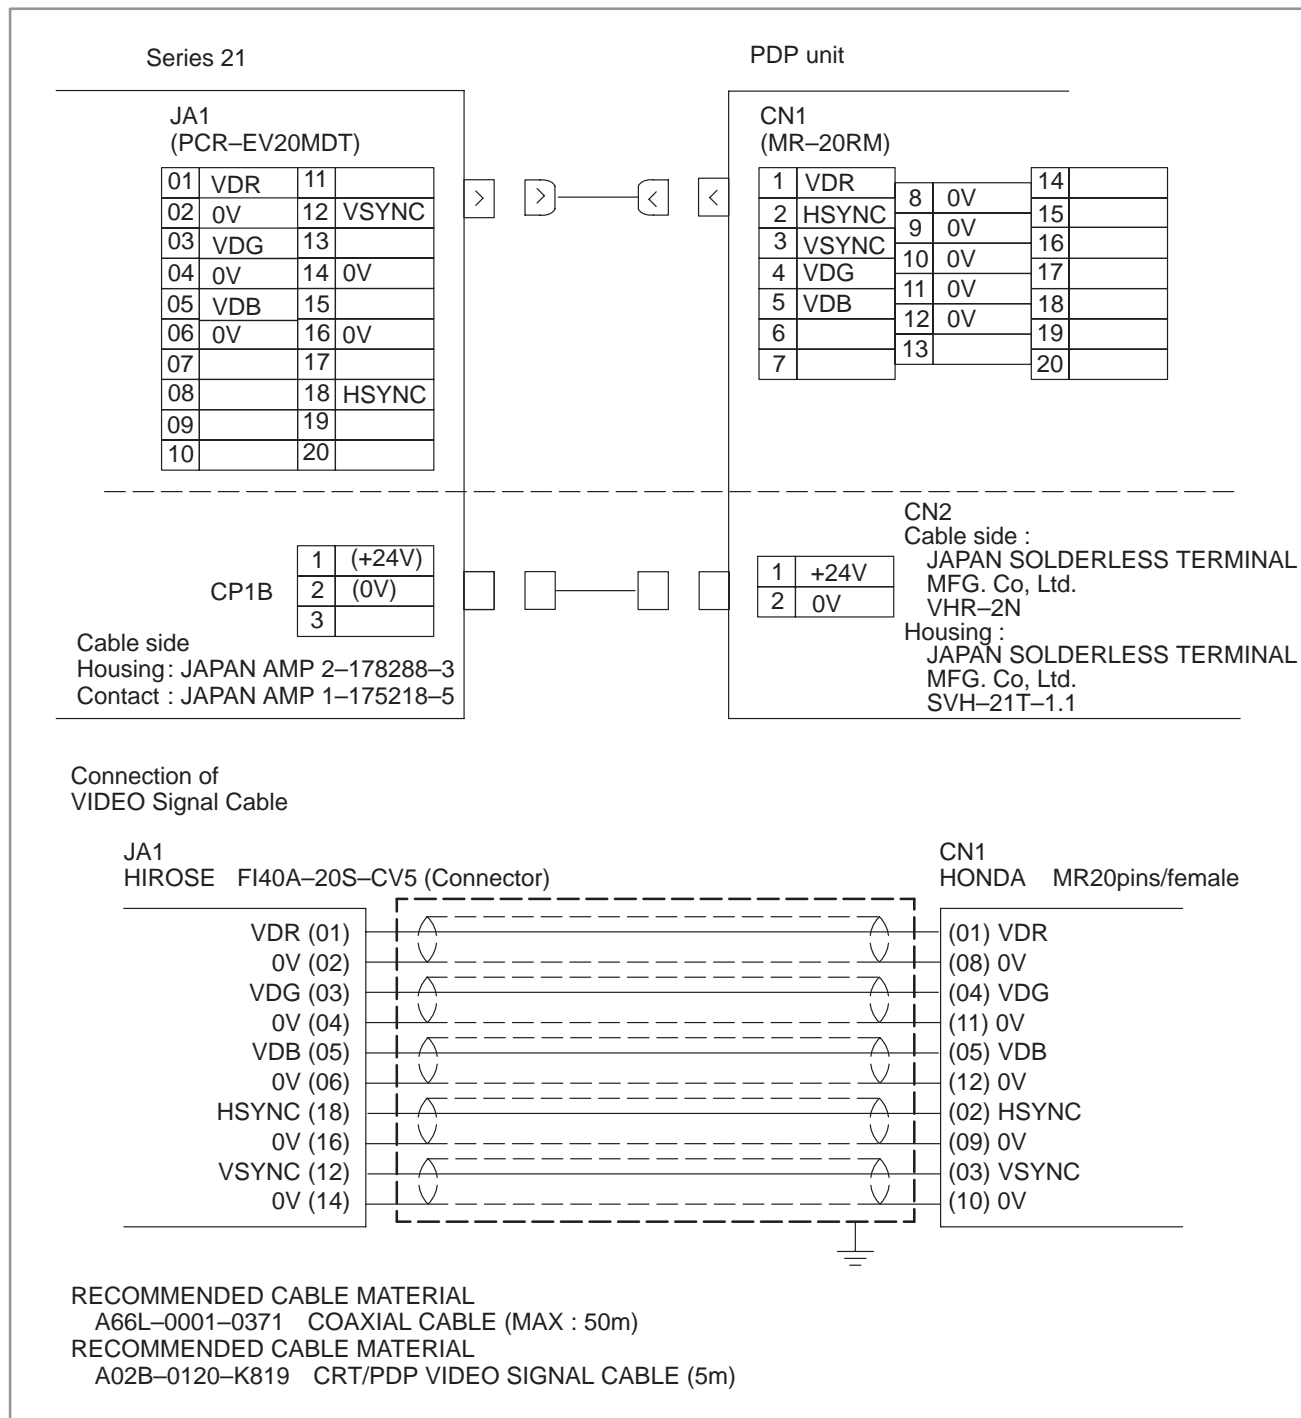 Series 21
PDP unit
JA1
(PCR–EV20MDT)
01 VDR 11
02 0V 12 VSYNC
03 VDG 13
04 0V 14 0V
05 VDB 15
06 0V 16 0V
07 17
08 18 HSYNC
09 19
10 20
CN1
(MR–20RM)
1 VDR
2 HSYNC
3 VSYNC
4 VDG
5 VDB
6
7
8 0V
9 0V
10 0V
11 0V
12 0V
13
14
15
16
17
18
19
20
CP1B
1 (+24V)
2 (0V)
3
Cable side
Housing : JAPAN AMP 2–178288–3
Contact : JAPAN AMP 1–175218–5
1 +24V
2 0V
CN2
Cable side :
JAPAN SOLDERLESS TERMINAL
MFG. Co, Ltd.
VHR–2N
Housing :
JAPAN SOLDERLESS TERMINAL
MFG. Co, Ltd.
SVH–21T–1.1
Connection of
VIDEO Signal Cable
JA1
HIROSE FI40A–20S–CV5 (Connector)
CN1
HONDA MR20pins/female
VDR (01) (01) VDR
0V (02) (08) 0V
VDG (03) (04) VDG
0V (04) (11) 0V
VDB (05) (05) VDB
0V (06) (12) 0V
HSYNC (18) (02) HSYNC
0V (16) (09) 0V
VSYNC (12) (03) VSYNC
0V (14) (10) 0V
RECOMMENDED CABLE MATERIAL
A66L–0001–0371 COAXIAL CABLE (MAX : 50m)
RECOMMENDED CABLE MATERIAL
A02B–0120–K819 CRT/PDP VIDEO SIGNAL CABLE (5m)